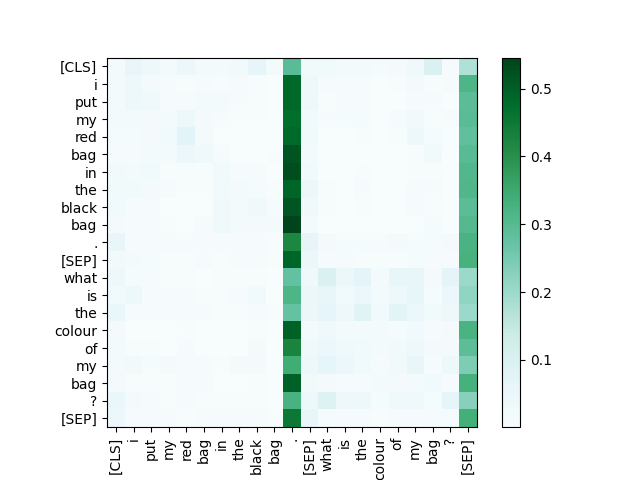 [CLS]
i
put
my
red
bag
in
the
black
bag
.
[SEP]
what
is
the
colour
of
my
bag
?
[SEP]
[CLS] i put my red bag in the black bag . [SEP] what is the colour of my bag ? [SEP]
0.5
0.4
0.3
0.2
0.1